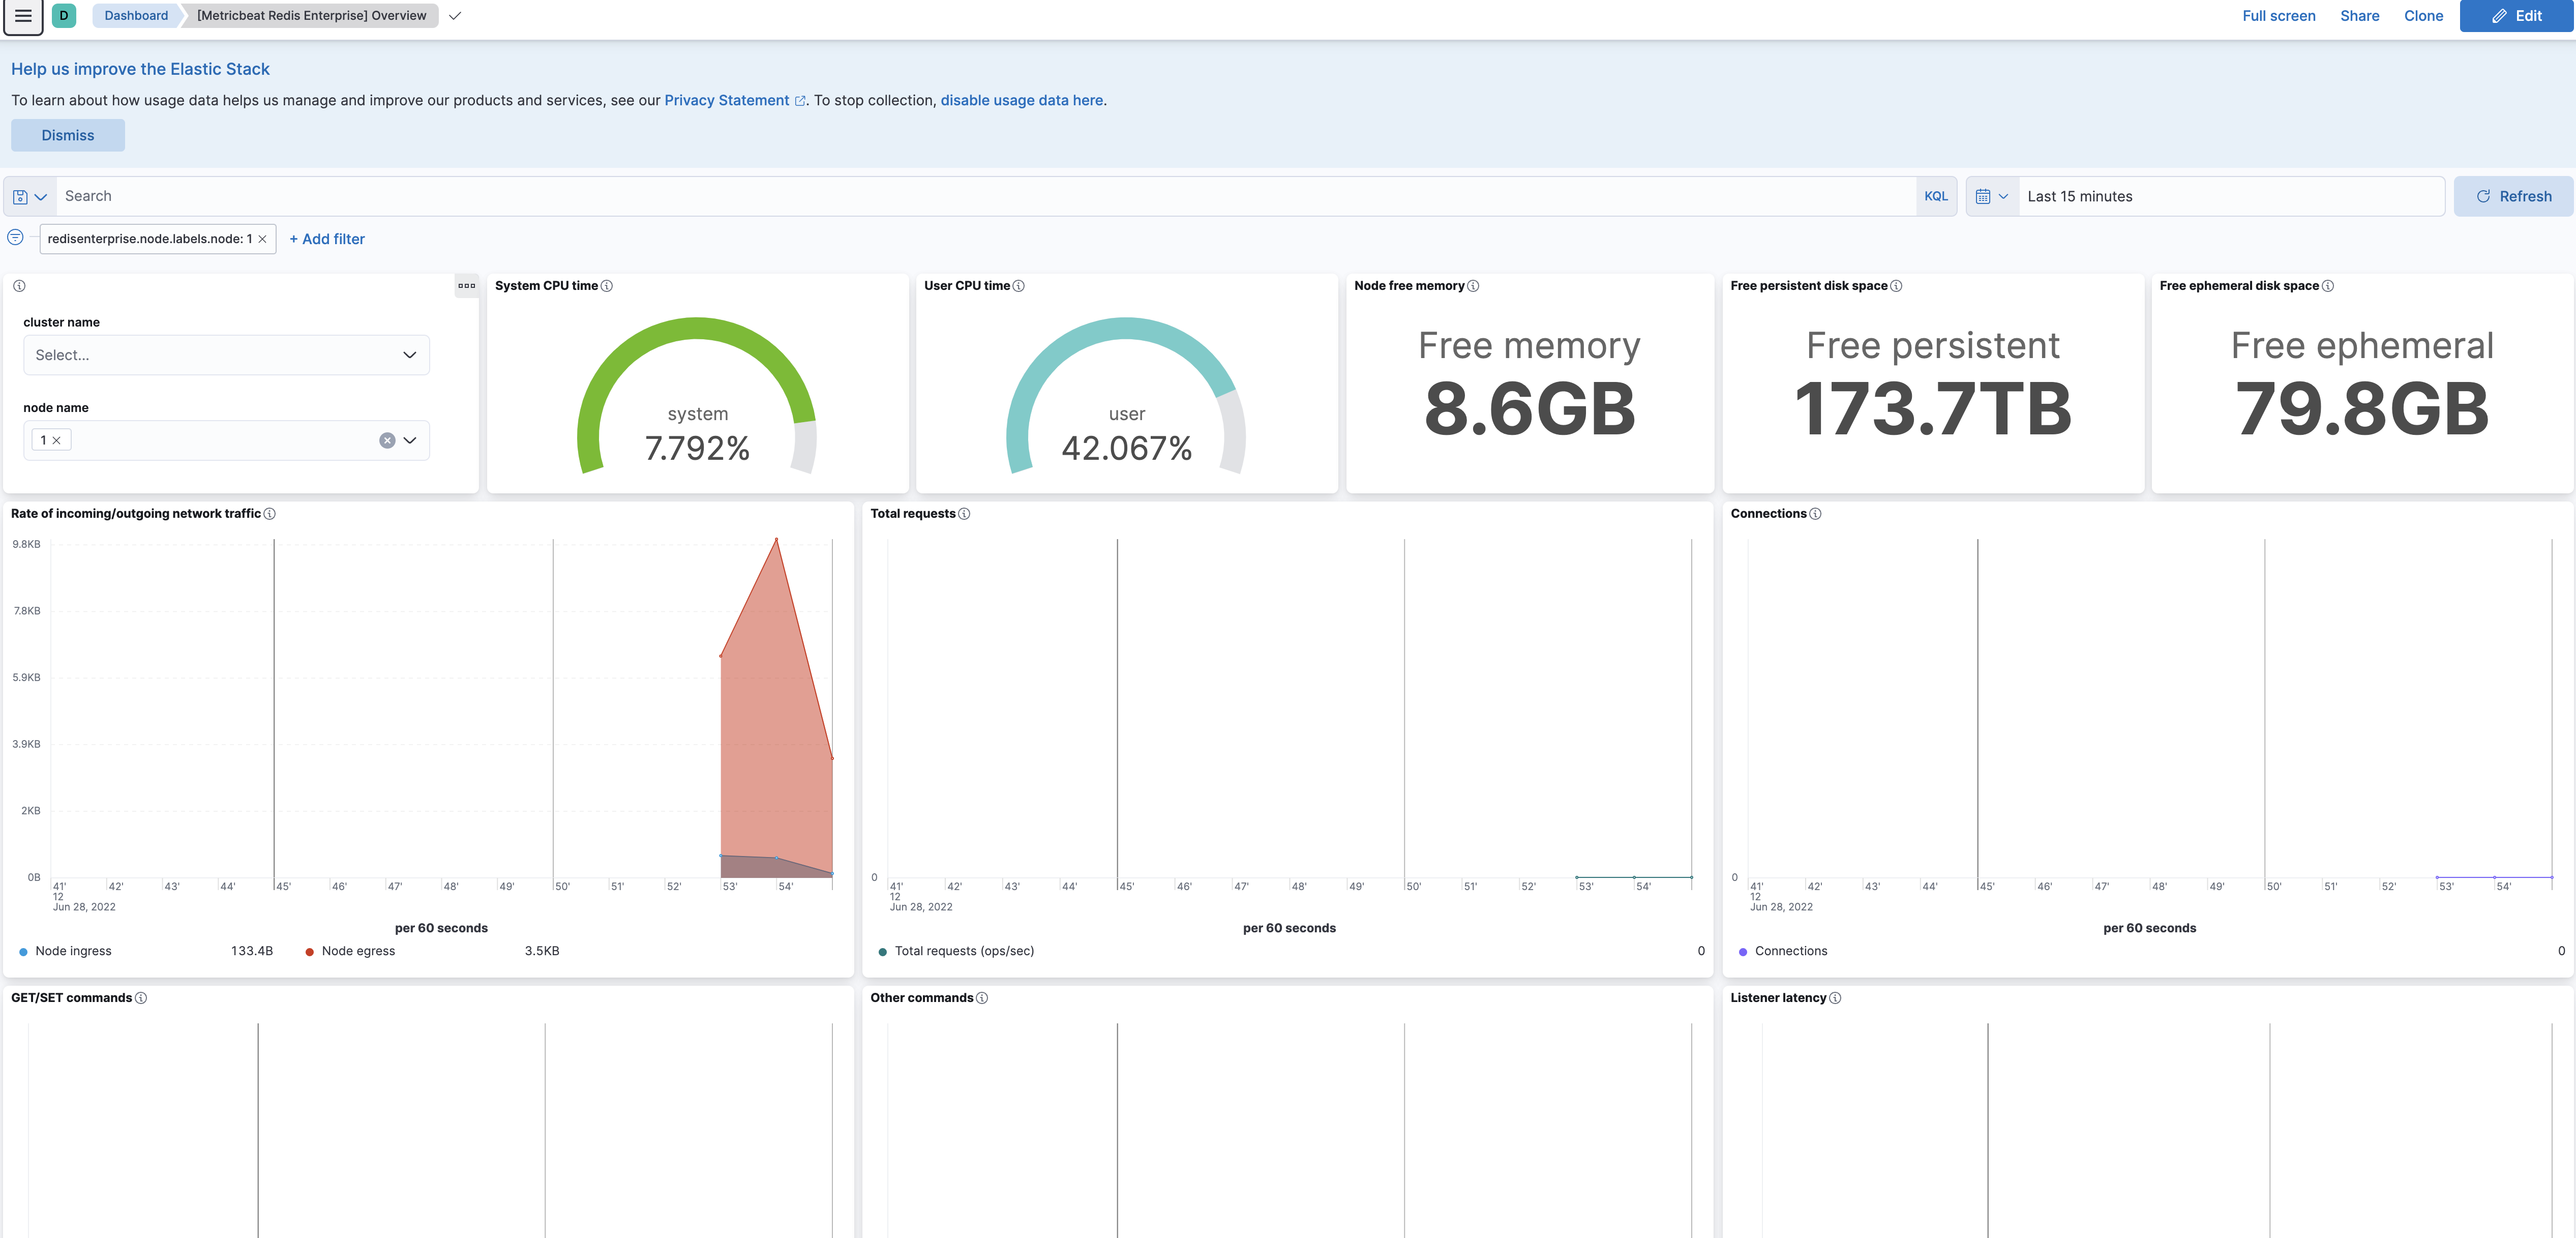 D
Dashboard
[Metricbeat Redis Enterprise] Overview
Full screen
Share
Clone
Edit
Help us improve the Elastic Stack
To learn about how usage data helps us manage and improve our products and services, see our Privacy Statement. To stop collection, disable usage data here.
Dismiss
Search
KQL
Last 15 minutes
Refresh
redisenterprise.node.labels.node: 1
+ Add filter
cluster name
Select...
node name
1
System CPU time
system
7.792%
User CPU time
user
42.067%
Node free memory
Free memory
8.6GB
Free persistent disk space
Free persistent
173.7TB
Free ephemeral disk space
Free ephemeral
79.8GB
Rate of incoming/outgoing network traffic
9.8KB
7.8KB
5.9KB
3.9KB
2KB
0B
41' 42' 43' 44' 45' 46' 47' 48' 49' 50' 51' 52' 53' 54'
12
Jun 28, 2022
per 60 seconds
Node ingress 133.4B Node egress 3.5KB
Total requests
0
41' 42' 43' 44' 45' 46' 47' 48' 49' 50' 51' 52' 53' 54'
12
Jun 28, 2022
per 60 seconds
Total requests (ops/sec) 0
Connections
0
41' 42' 43' 44' 45' 46' 47' 48' 49' 50' 51' 52' 53' 54'
12
Jun 28, 2022
per 60 seconds
Connections 0
GET/SET commands
Other commands
Listener latency